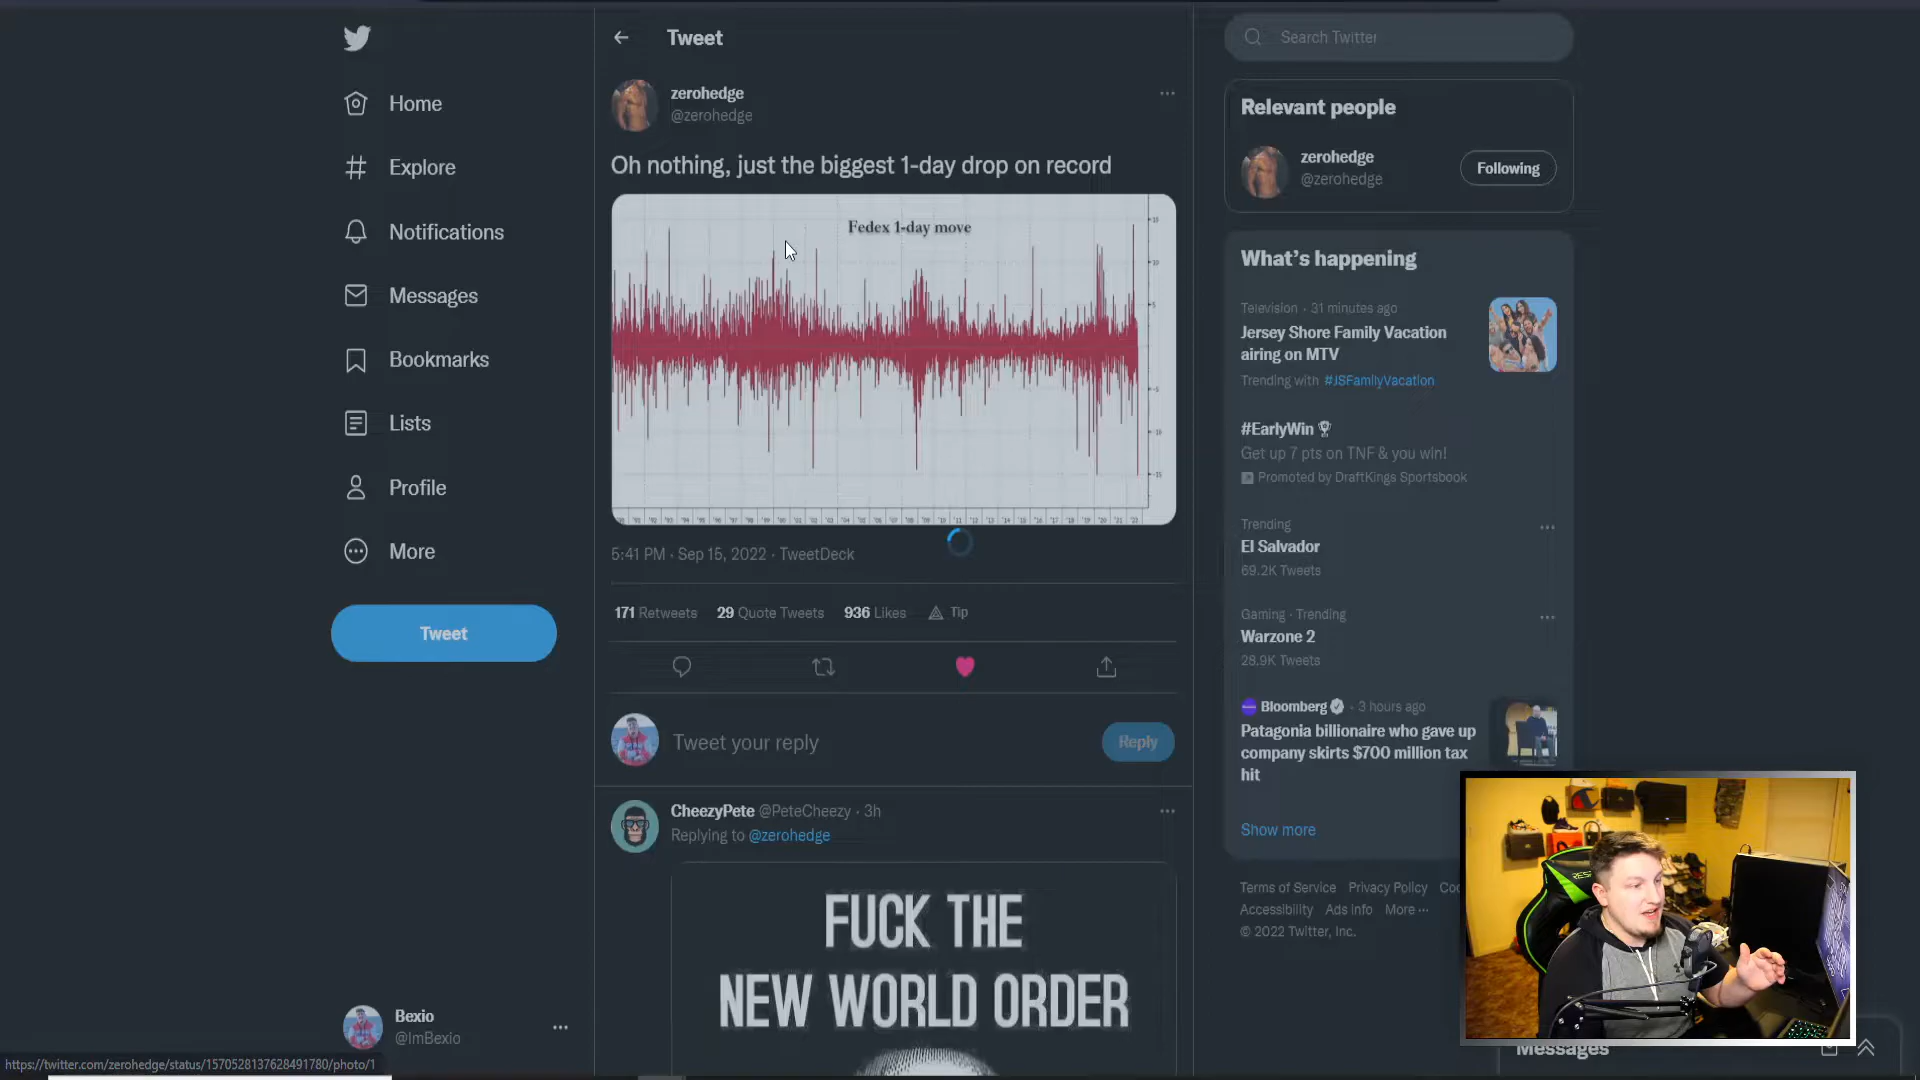 Tweet
zerohedge
@zerohedge
Oh nothing, just the biggest 1-day drop on record
Fedex 1-day move
5:41 PM · Sep 15, 2022 · TweetDeck
171 Retweets 29 Quote Tweets 936 Likes Tip
Tweet your reply
Reply
CheezyPete @PeteCheezy · 3h
Replying to @zerohedge
FUCK THE
NEW WORLD ORDER
Home
Explore
Notifications
Messages
Bookmarks
Lists
Profile
More
Tweet
Bexio
@ImBexio
https://twitter.com/zerohedge/status/1570528137628491780/photo/1
Search Twitter
Relevant people
zerohedge
@zerohedge
Following
What's happening
Television · 31 minutes ago
Jersey Shore Family Vacation
airing on MTV
Trending with #JSFamilyVacation
#EarlyWin
Get up 7 pts on TNF & you win!
Promoted by DraftKings Sportsbook
Trending
El Salvador
69.2K Tweets
Gaming · Trending
Warzone 2
28.9K Tweets
Bloomberg · 3 hours ago
Patagonia billionaire who gave up
company skirts $700 million tax
hit
Show more
Terms of Service Privacy Policy
Accessibility Ads info More ···
© 2022 Twitter, Inc.
Messages